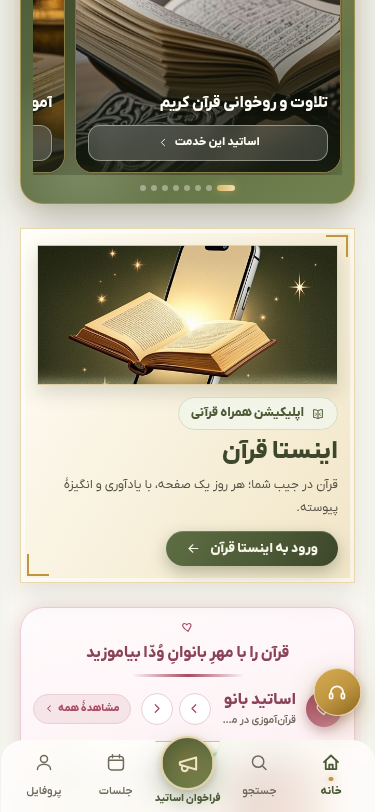 تلاوت و روخوانی قرآن کریم
آمو
اساتید این خدمت
اپلیکیشن همراه قرآنی
اینستا قرآن
قرآن در جیب شما؛ هر روز یک صفحه، با یادآوری و انگیزهٔ
پیوسته.
ورود به اینستا قرآن
قرآن را با مهرِ بانوانِ وُدّا بیاموزید
اساتید بانو
قرآن‌آموزی در م...
مشاهدهٔ همه
خانه
جستجو
فراخوان اساتید
جلسات
پروفایل